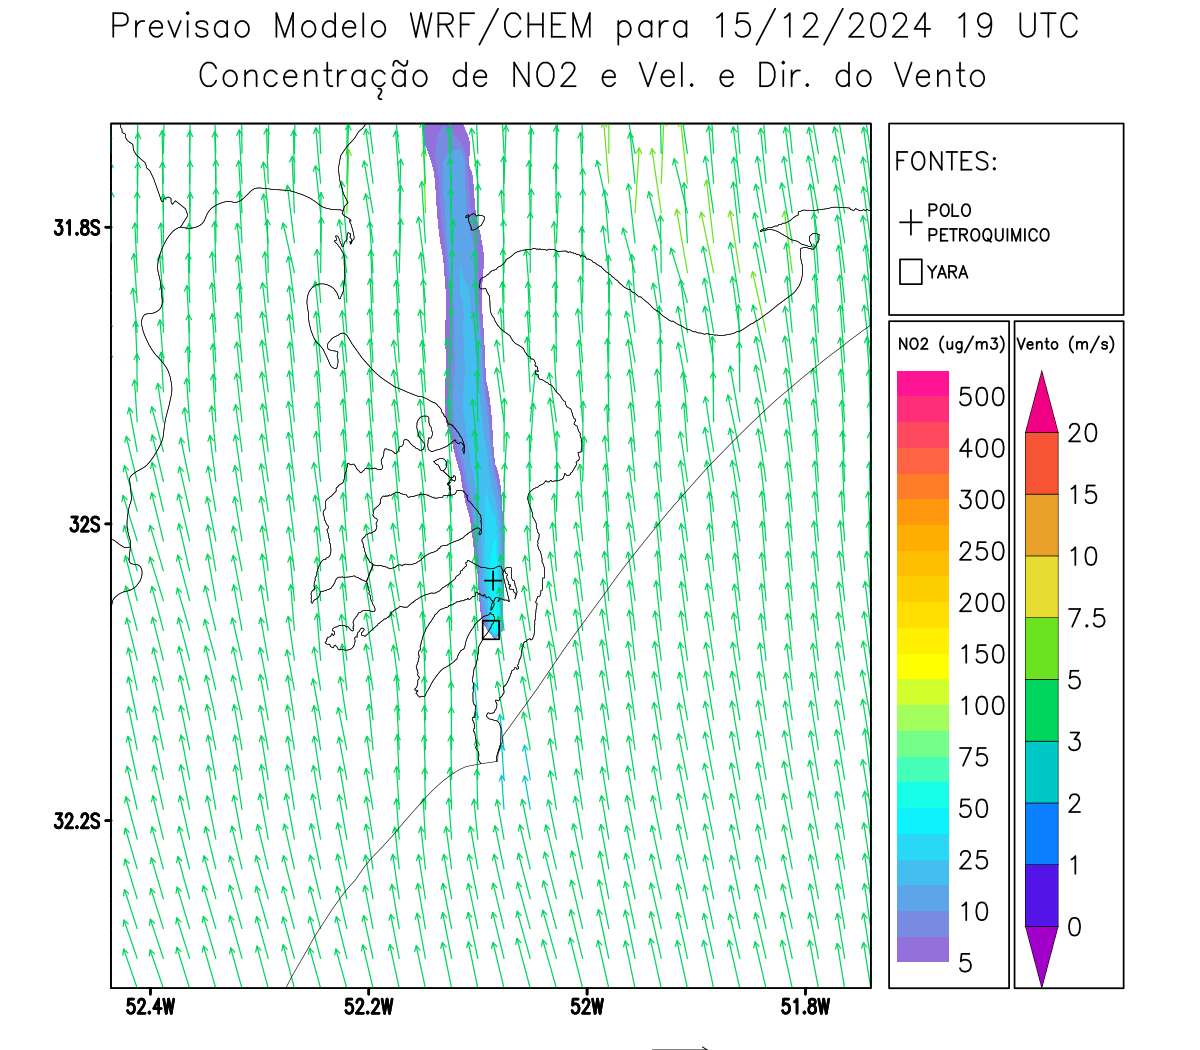 Previsao Modelo WRF/CHEM para 15/12/2024 19 UTC
Concentração de NO2 e Vel. e Dir. do Vento
FONTES:
POLO
PETROQUIMICO
YARA
NO2 (ug/m3)
500
400
300
250
200
150
100
75
50
25
10
5
Vento (m/s)
20
15
10
7.5
5
3
2
1
0
31.8S
32S
32.2S
52.4W
52.2W
52W
51.8W